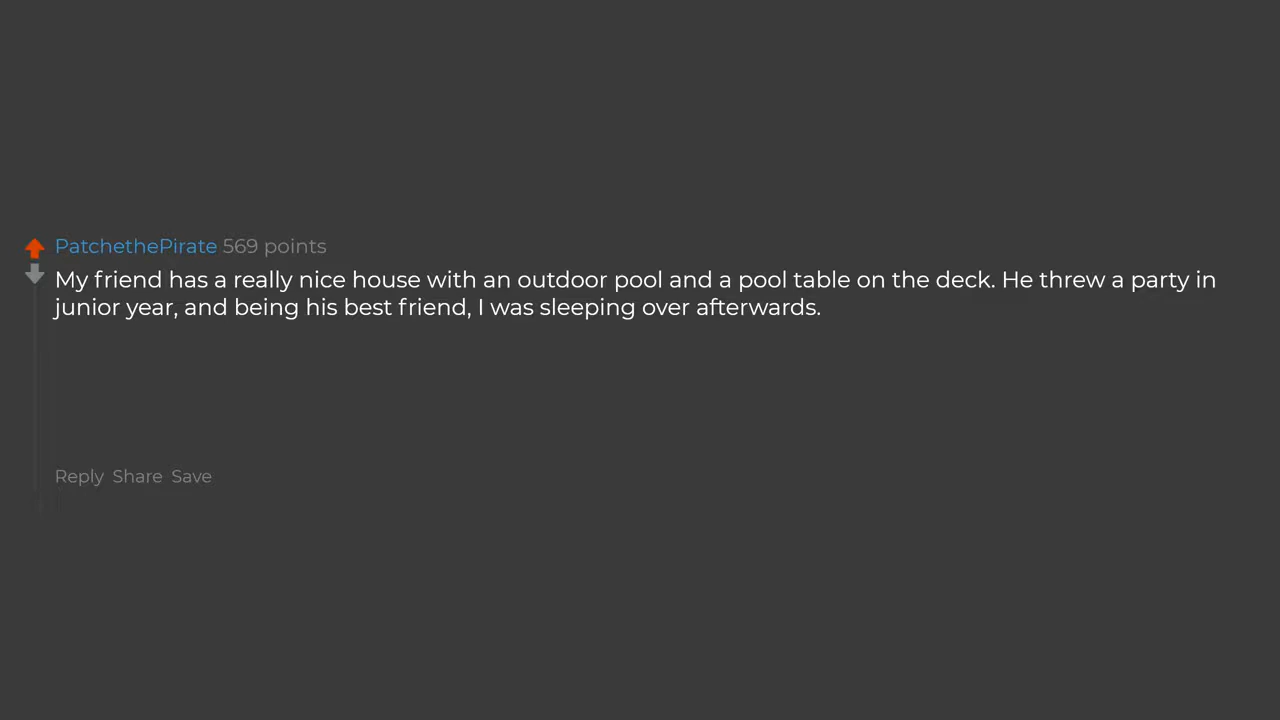 PatchethePirate 569 points
My friend has a really nice house with an outdoor pool and a pool table on the deck. He threw a party in
junior year, and being his best friend, I was sleeping over afterwards.
Reply Share Save